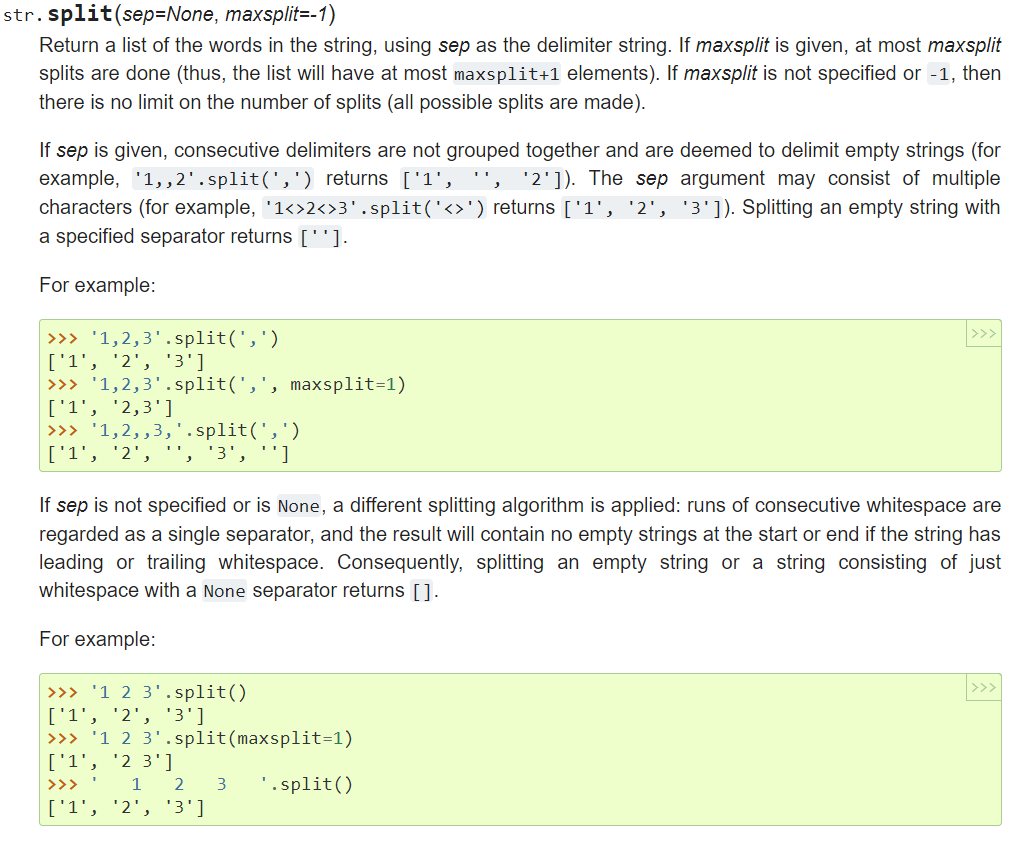 str.split(sep=None, maxsplit=-1)
Return a list of the words in the string, using sep as the delimiter string. If maxsplit is given, at most maxsplit
splits are done (thus, the list will have at most maxsplit+1 elements). If maxsplit is not specified or -1, then
there is no limit on the number of splits (all possible splits are made).
If sep is given, consecutive delimiters are not grouped together and are deemed to delimit empty strings (for
example, '1,,2'.split(',') returns ['1', '', '2']). The sep argument may consist of multiple
characters (for example, '1<>2<>3'.split('<>') returns ['1', '2', '3']). Splitting an empty string with
a specified separator returns [''].
For example:
>>> '1,2,3'.split(',')
>>>
['1', '2', '3']
>>> '1,2,3'.split(',', maxsplit=1)
['1', '2,3']
>>> '1,2,,3,'.split(',')
['1', '2', '', '3', '']
If sep is not specified or is None, a different splitting algorithm is applied: runs of consecutive whitespace are
regarded as a single separator, and the result will contain no empty strings at the start or end if the string has
leading or trailing whitespace. Consequently, splitting an empty string or a string consisting of just
whitespace with a None separator returns [].
For example:
>>> '1 2 3'.split()
>>>
['1', '2', '3']
>>> '1 2 3'.split(maxsplit=1)
['1', '2 3']
>>> '   1   2   3   '.split()
['1', '2', '3']